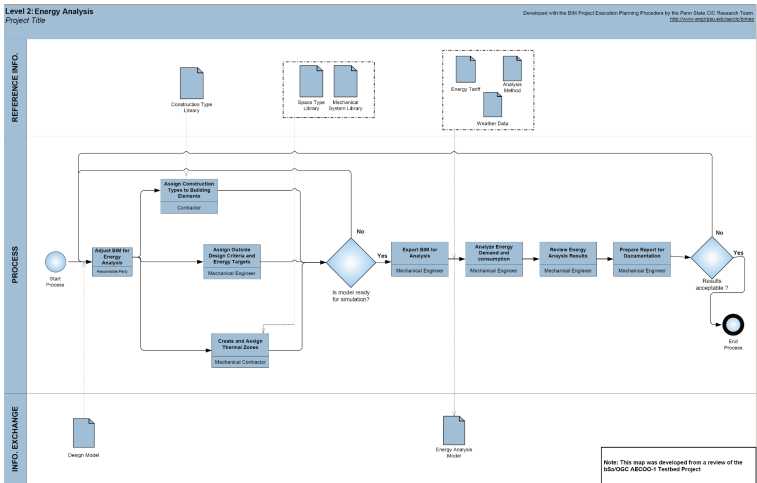 Level 2: Energy Analysis
Project Title
Developed with the BIM Project Execution Planning Procedure by the Penn State CIC Research Team.
http://www.engr.psu.edu/ae/cic/bimex
REFERENCE INFO.
Construction Type
Library
Space Type
Library
Mechanical
System Library
Energy Tariff
Analysis
Method
Weather Data
PROCESS
Start
Process
Adjust BIM for
Energy
Analysis
Responsible Party
Assign Construction
Types to Building
Elements
Contractor
Assign Outside
Design Criteria and
Energy Targets
Mechanical Engineer
Create and Assign
Thermal Zones
Mechanical Contractor
No
Yes
Is model ready
for simulation?
Export BIM for
Analysis
Mechanical Engineer
Analyze Energy
Demand and
consumption
Mechanical Engineer
Review Energy
Anaysis Results
Mechanical Engineer
Prepare Report for
Documentation
Mechanical Engineer
No
Yes
Results
acceptable ?
End
Process
INFO. EXCHANGE
Design Model
Energy Analysis
Model
Note: This map was developed from a review of the
bSa/OGC AECOO-1 Testbed Project